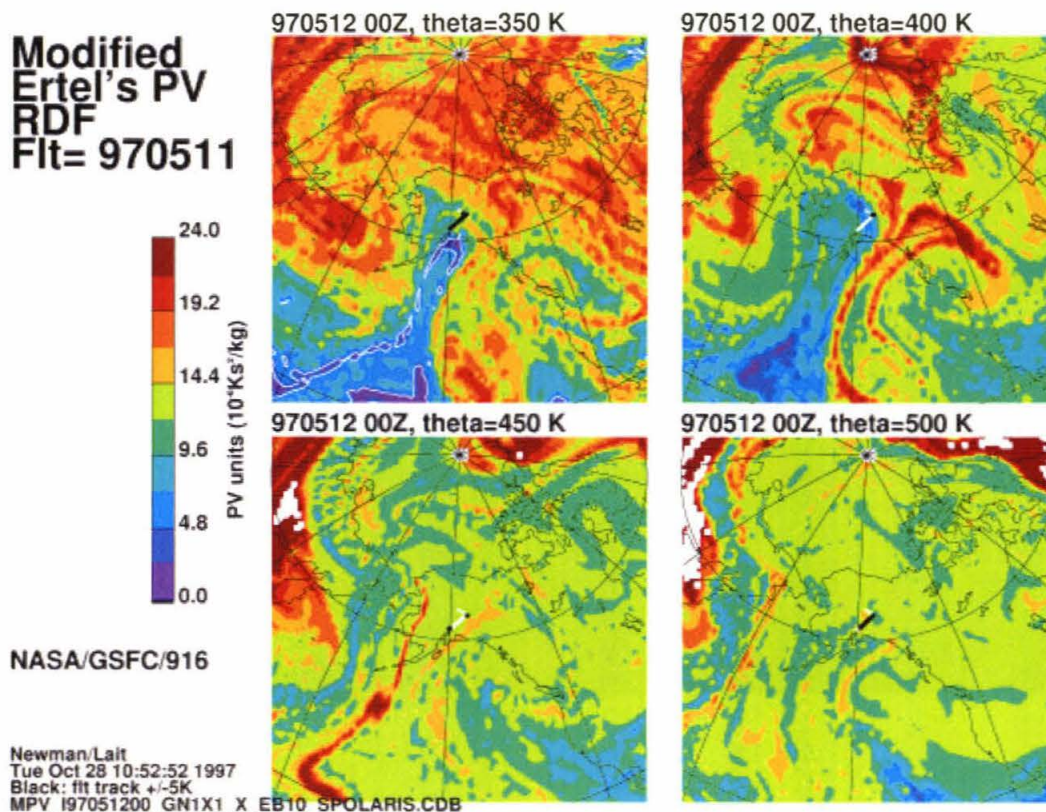 Modified
Ertel's PV
RDF
Flt= 970511
970512 00Z, theta=350 K
970512 00Z, theta=400 K
24.0
19.2
14.4
9.6
4.8
0.0
PV units (10⁴Ks²/kg)
970512 00Z, theta=450 K
970512 00Z, theta=500 K
NASA/GSFC/916
Newman/Lait
Tue Oct 28 10:52:52 1997
Black: flt track +/-5K
MPV I97051200 GN1X1 X EB10 SPOLARIS.CDB